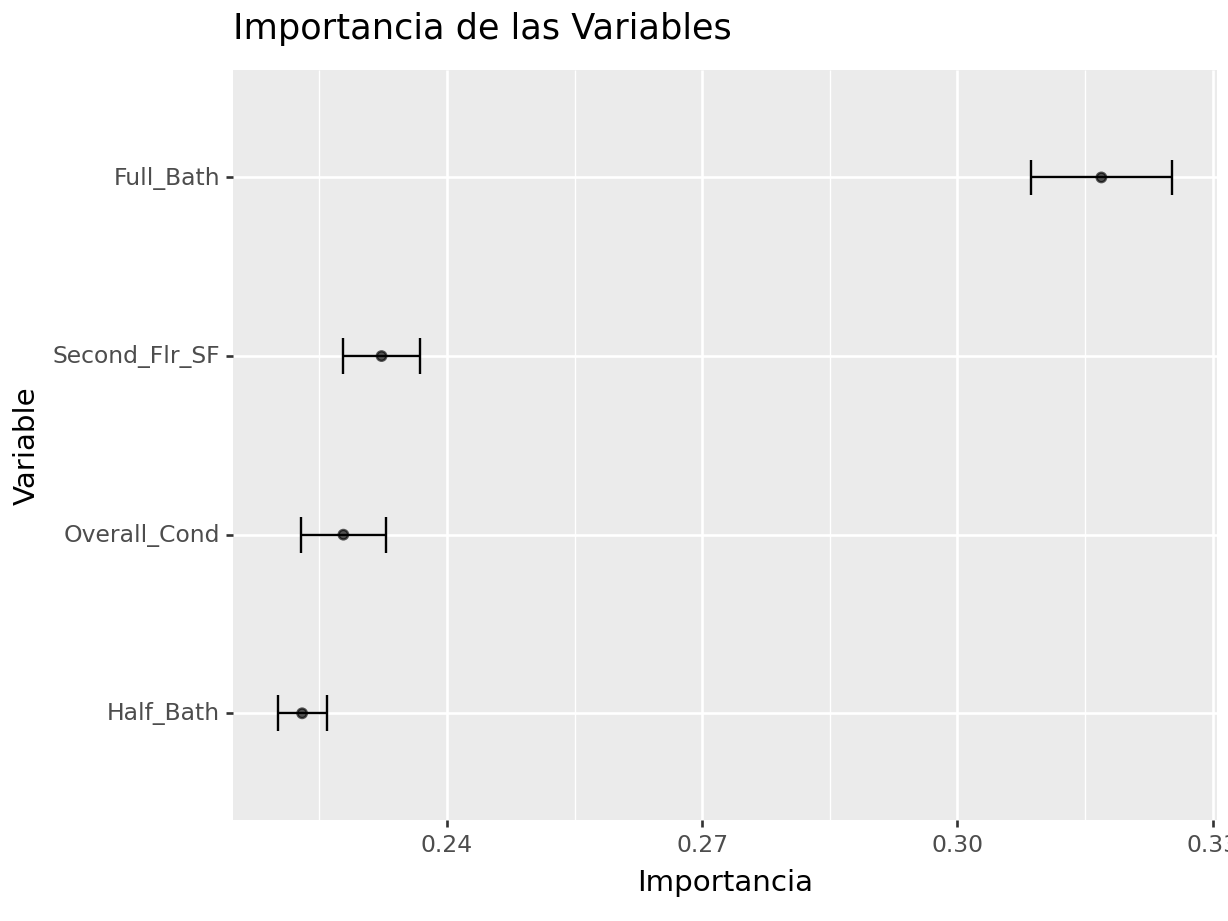 Importancia de las Variables
Full_Bath
Second_Flr_SF
Overall_Cond
Half_Bath
Variable
0.24
0.27
0.30
Importancia